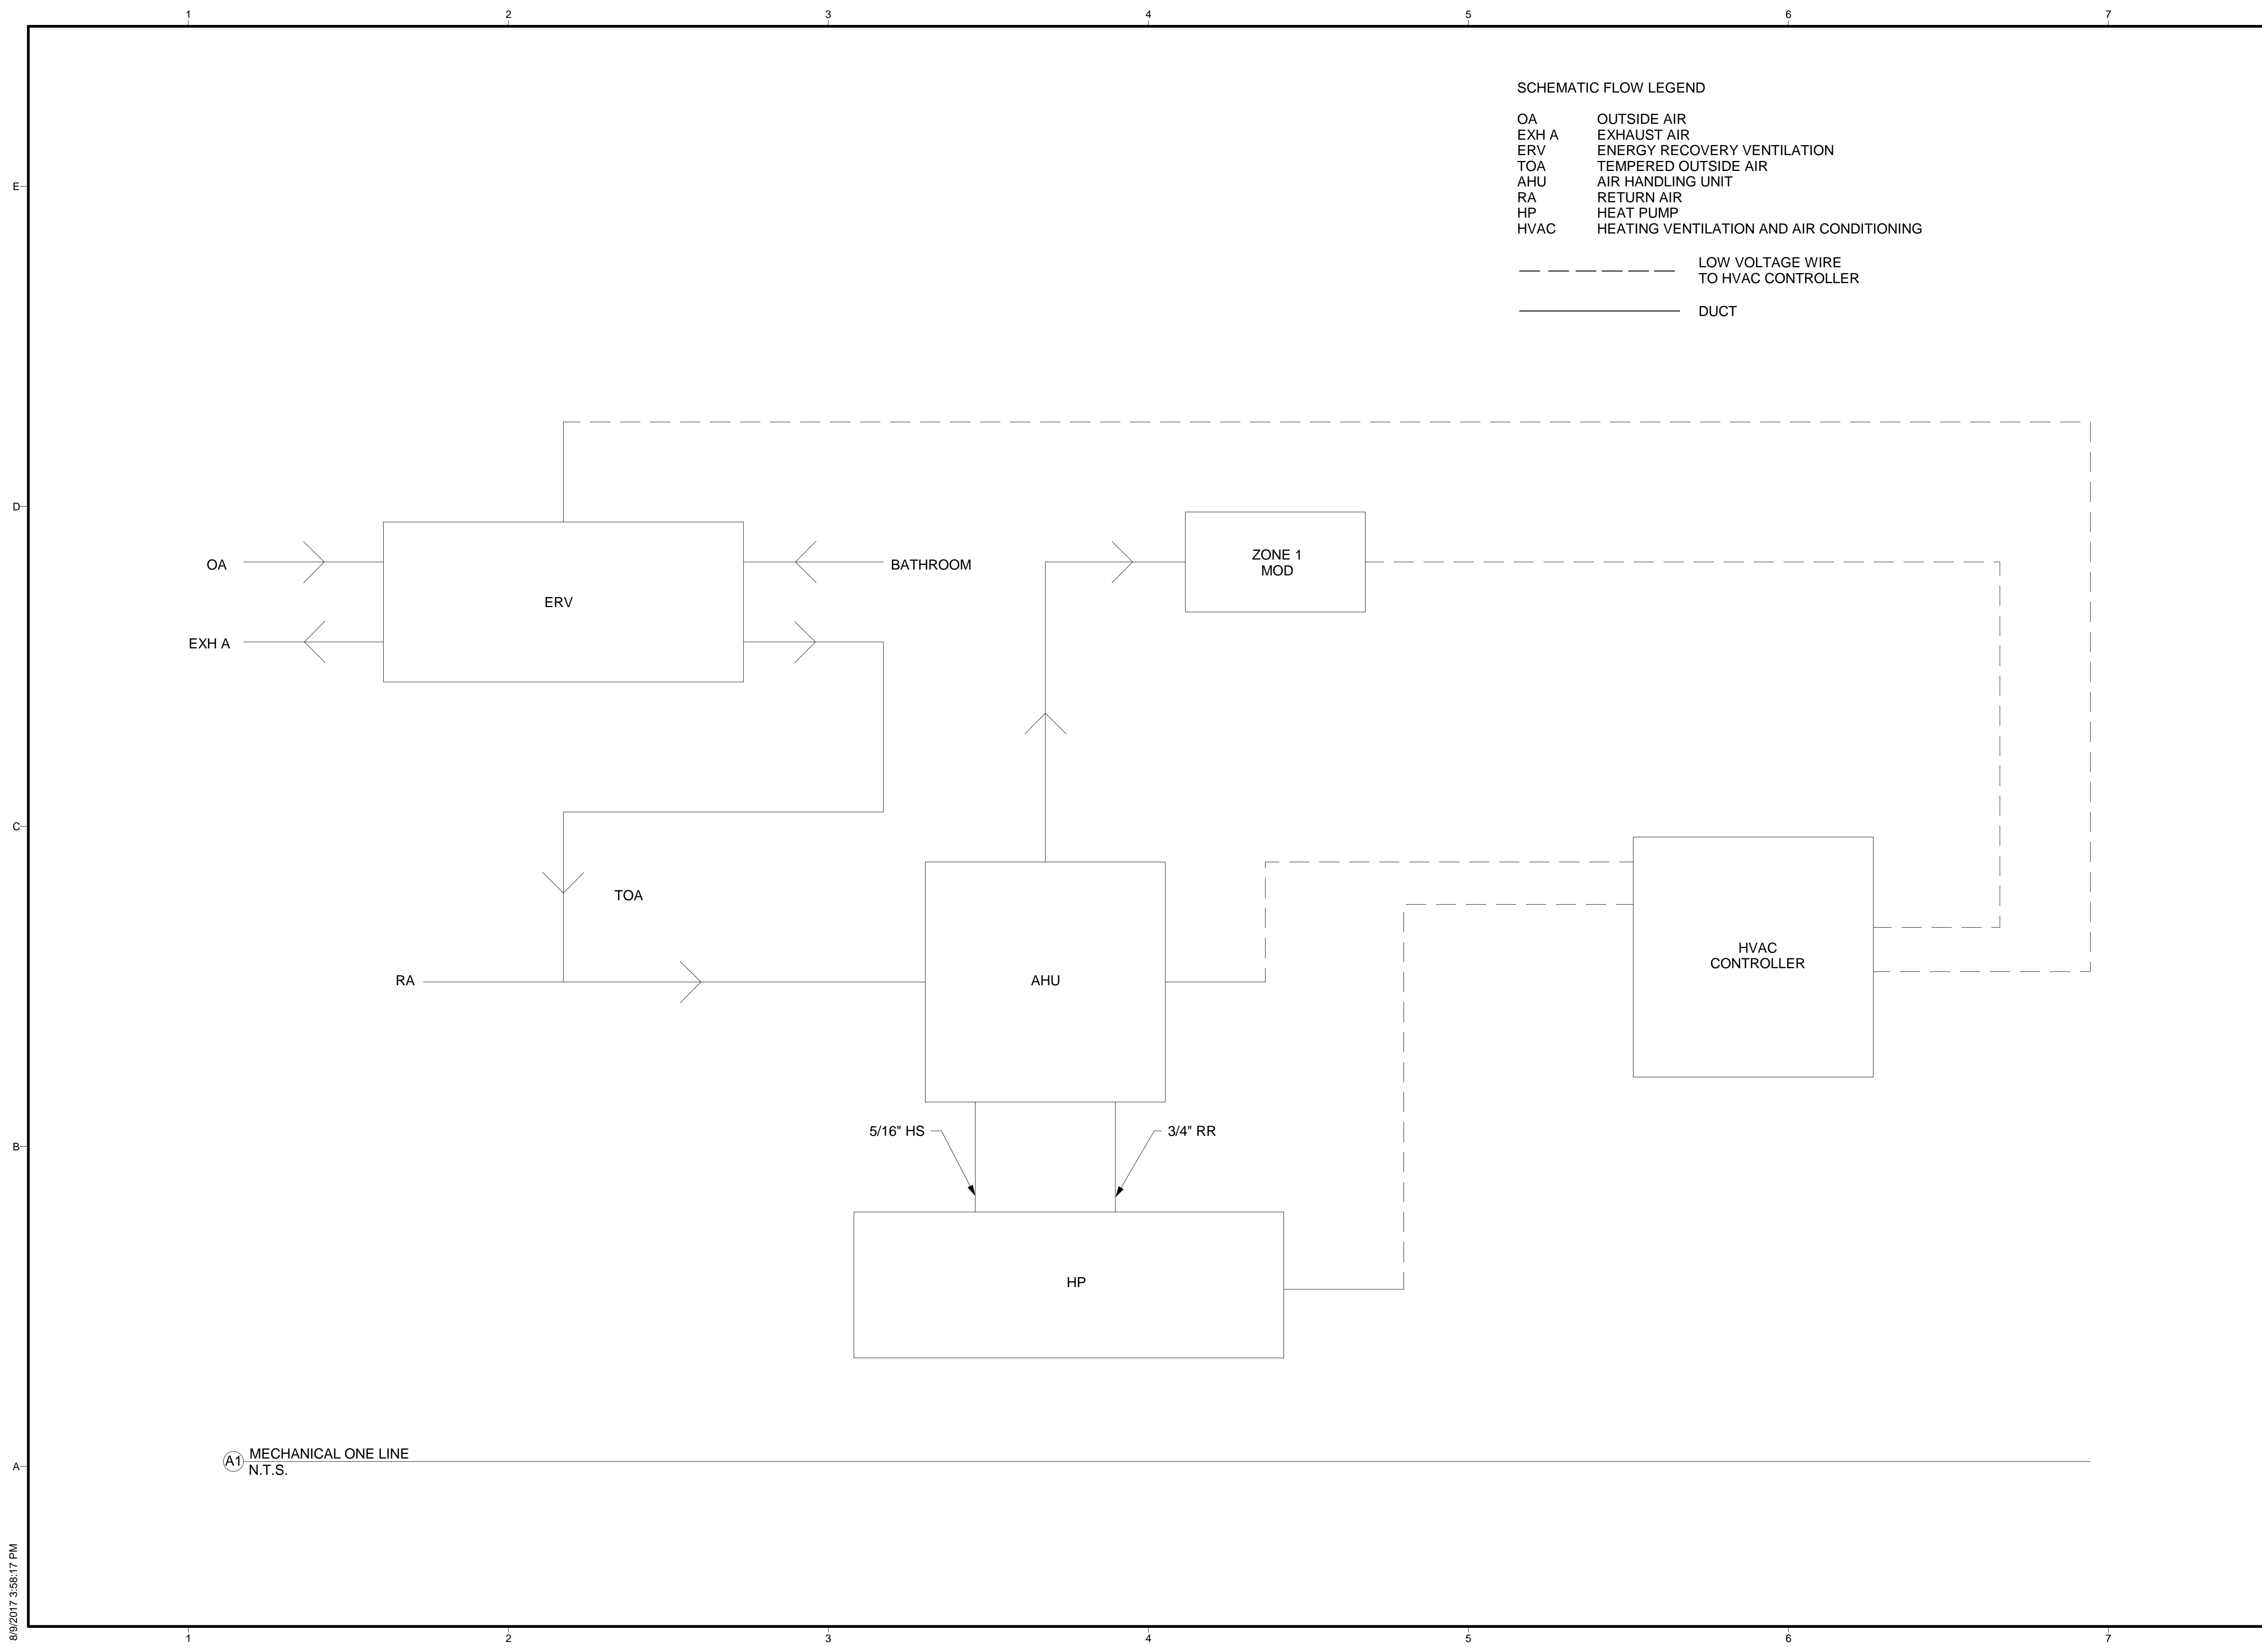 1 2 3 4 5 6 7
SCHEMATIC FLOW LEGEND
OA OUTSIDE AIR
EXH A EXHAUST AIR
ERV ENERGY RECOVERY VENTILATION
TOA TEMPERED OUTSIDE AIR
AHU AIR HANDLING UNIT
RA RETURN AIR
HP HEAT PUMP
HVAC HEATING VENTILATION AND AIR CONDITIONING
LOW VOLTAGE WIRE
TO HVAC CONTROLLER
DUCT
E
D
OA
BATHROOM
ZONE 1
MOD
ERV
EXH A
C
TOA
HVAC
CONTROLLER
RA
AHU
5/16" HS
3/4" RR
B
HP
A1
MECHANICAL ONE LINE
N.T.S.
A
8/9/2017 3:58:17 PM
1 2 3 4 5 6 7